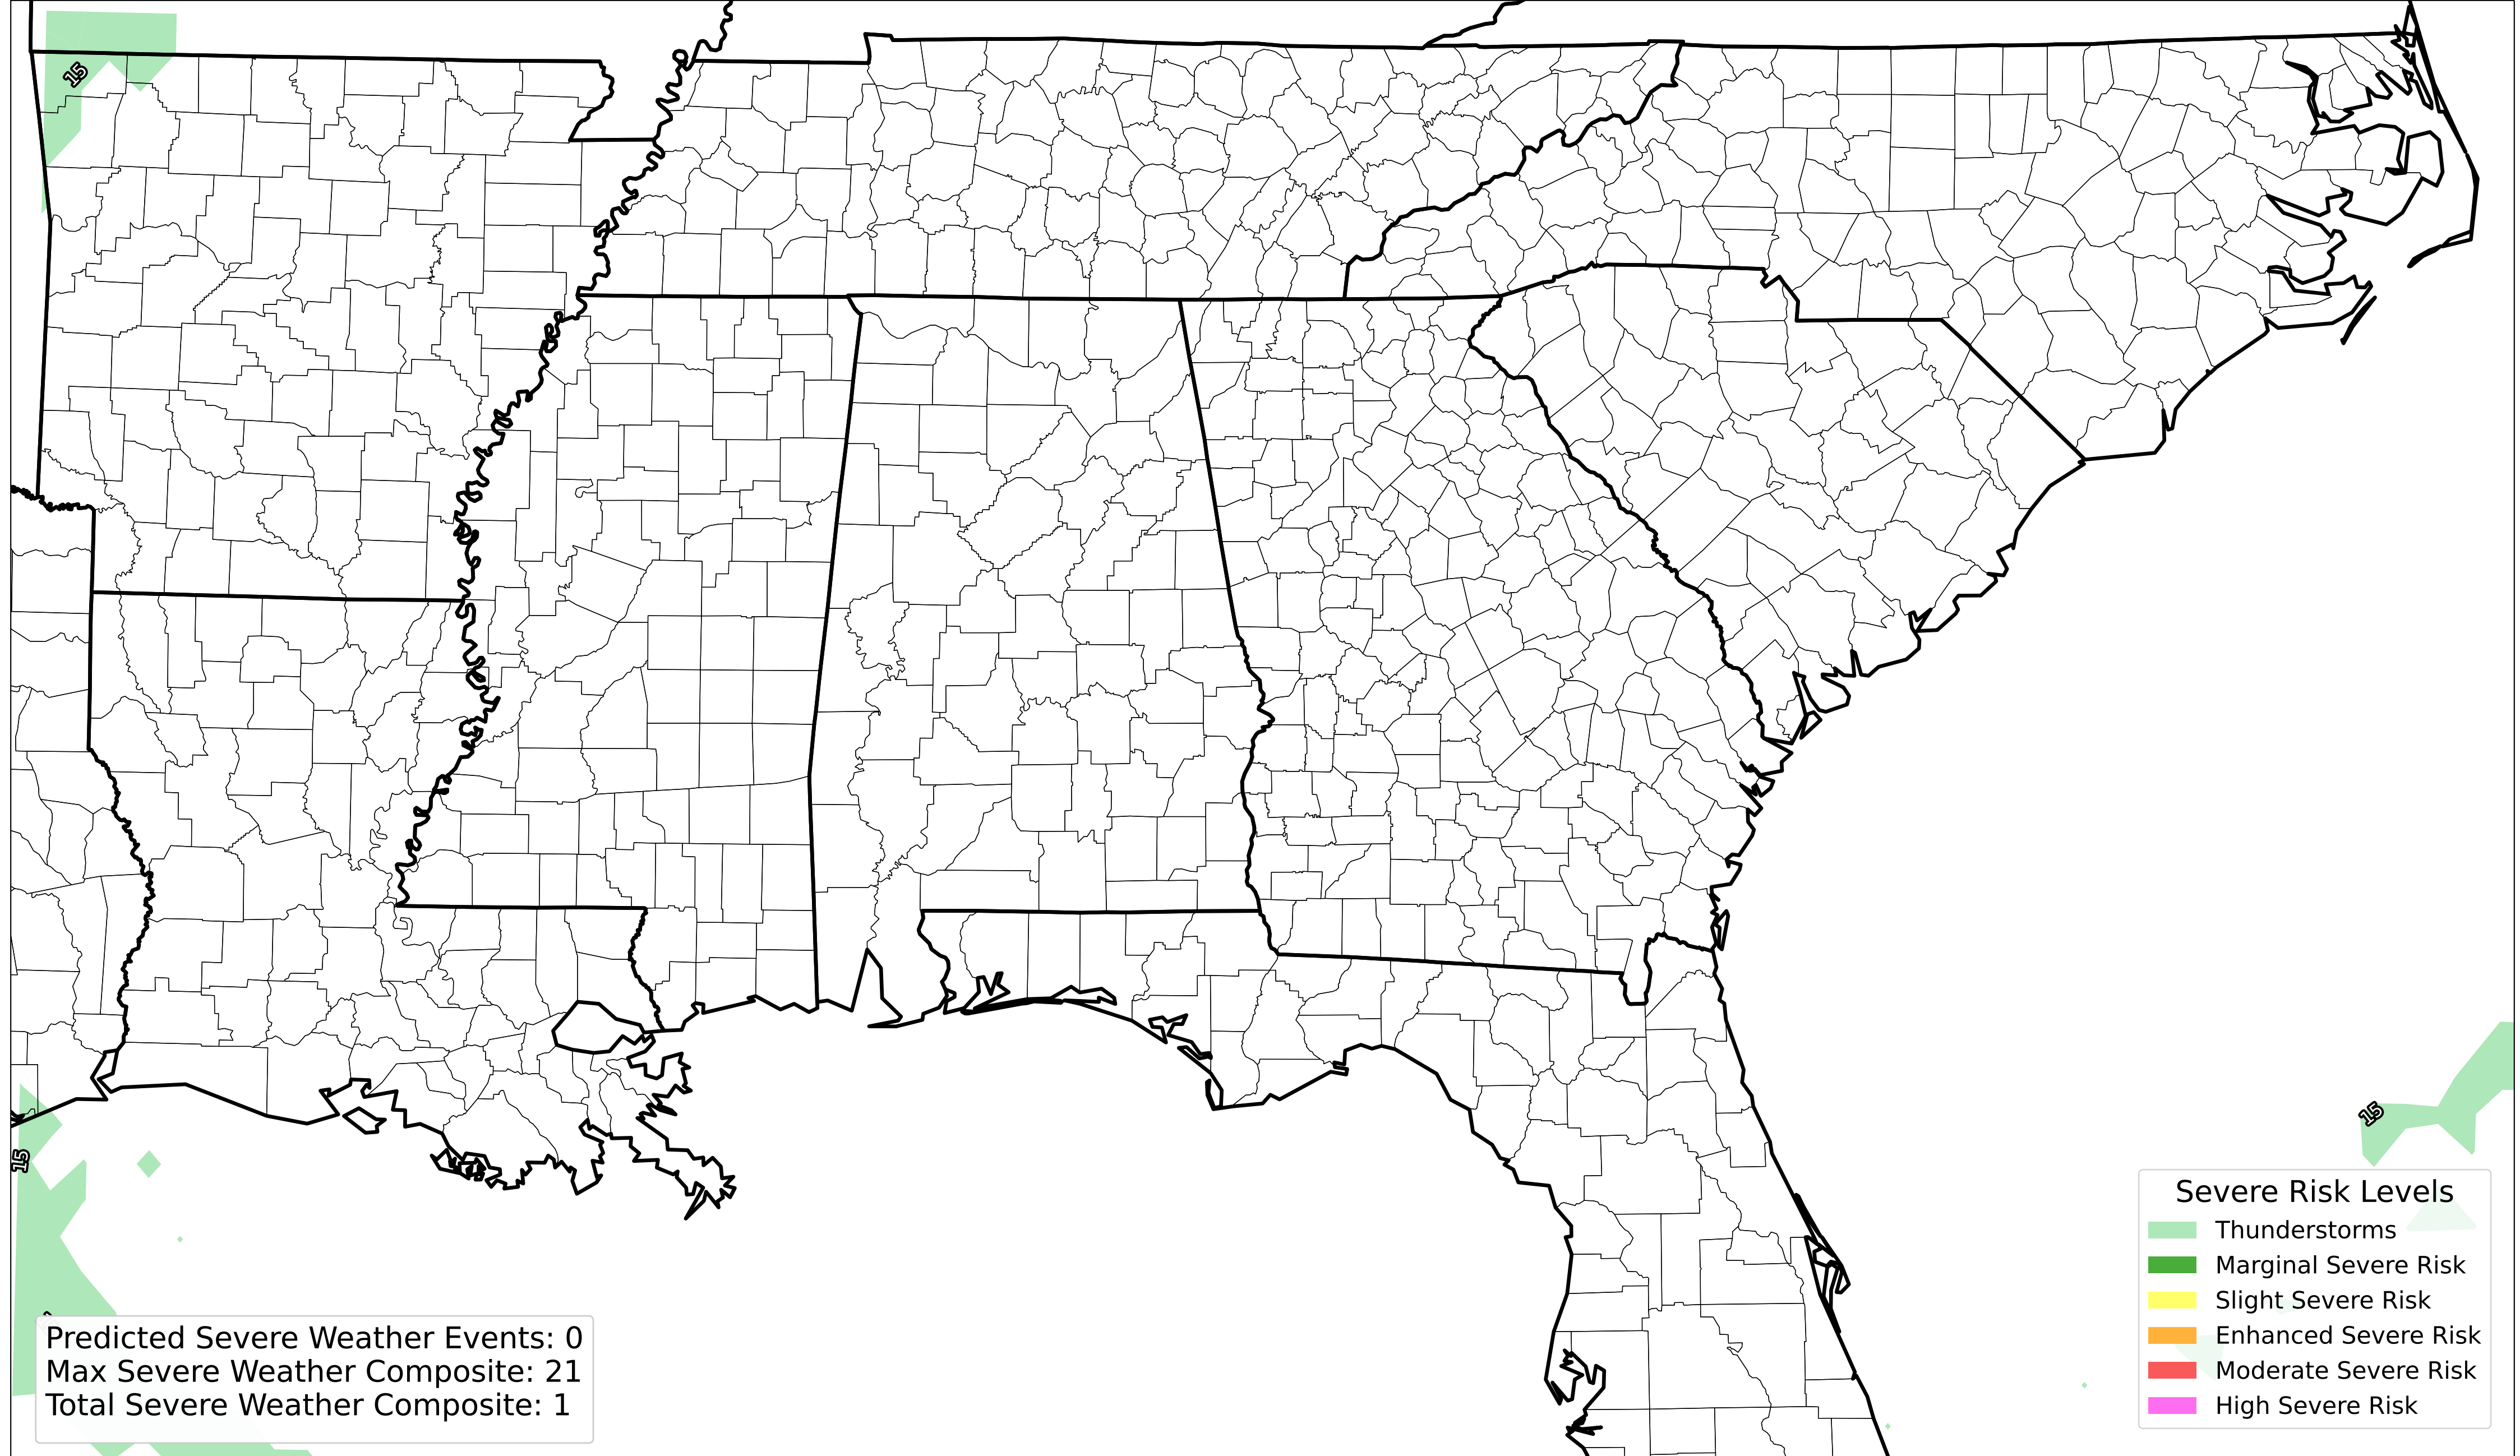 15
15
15
Severe Risk Levels
Thunderstorms
Marginal Severe Risk
Slight Severe Risk
Enhanced Severe Risk
Moderate Severe Risk
High Severe Risk
Predicted Severe Weather Events: 0
Max Severe Weather Composite: 21
Total Severe Weather Composite: 1